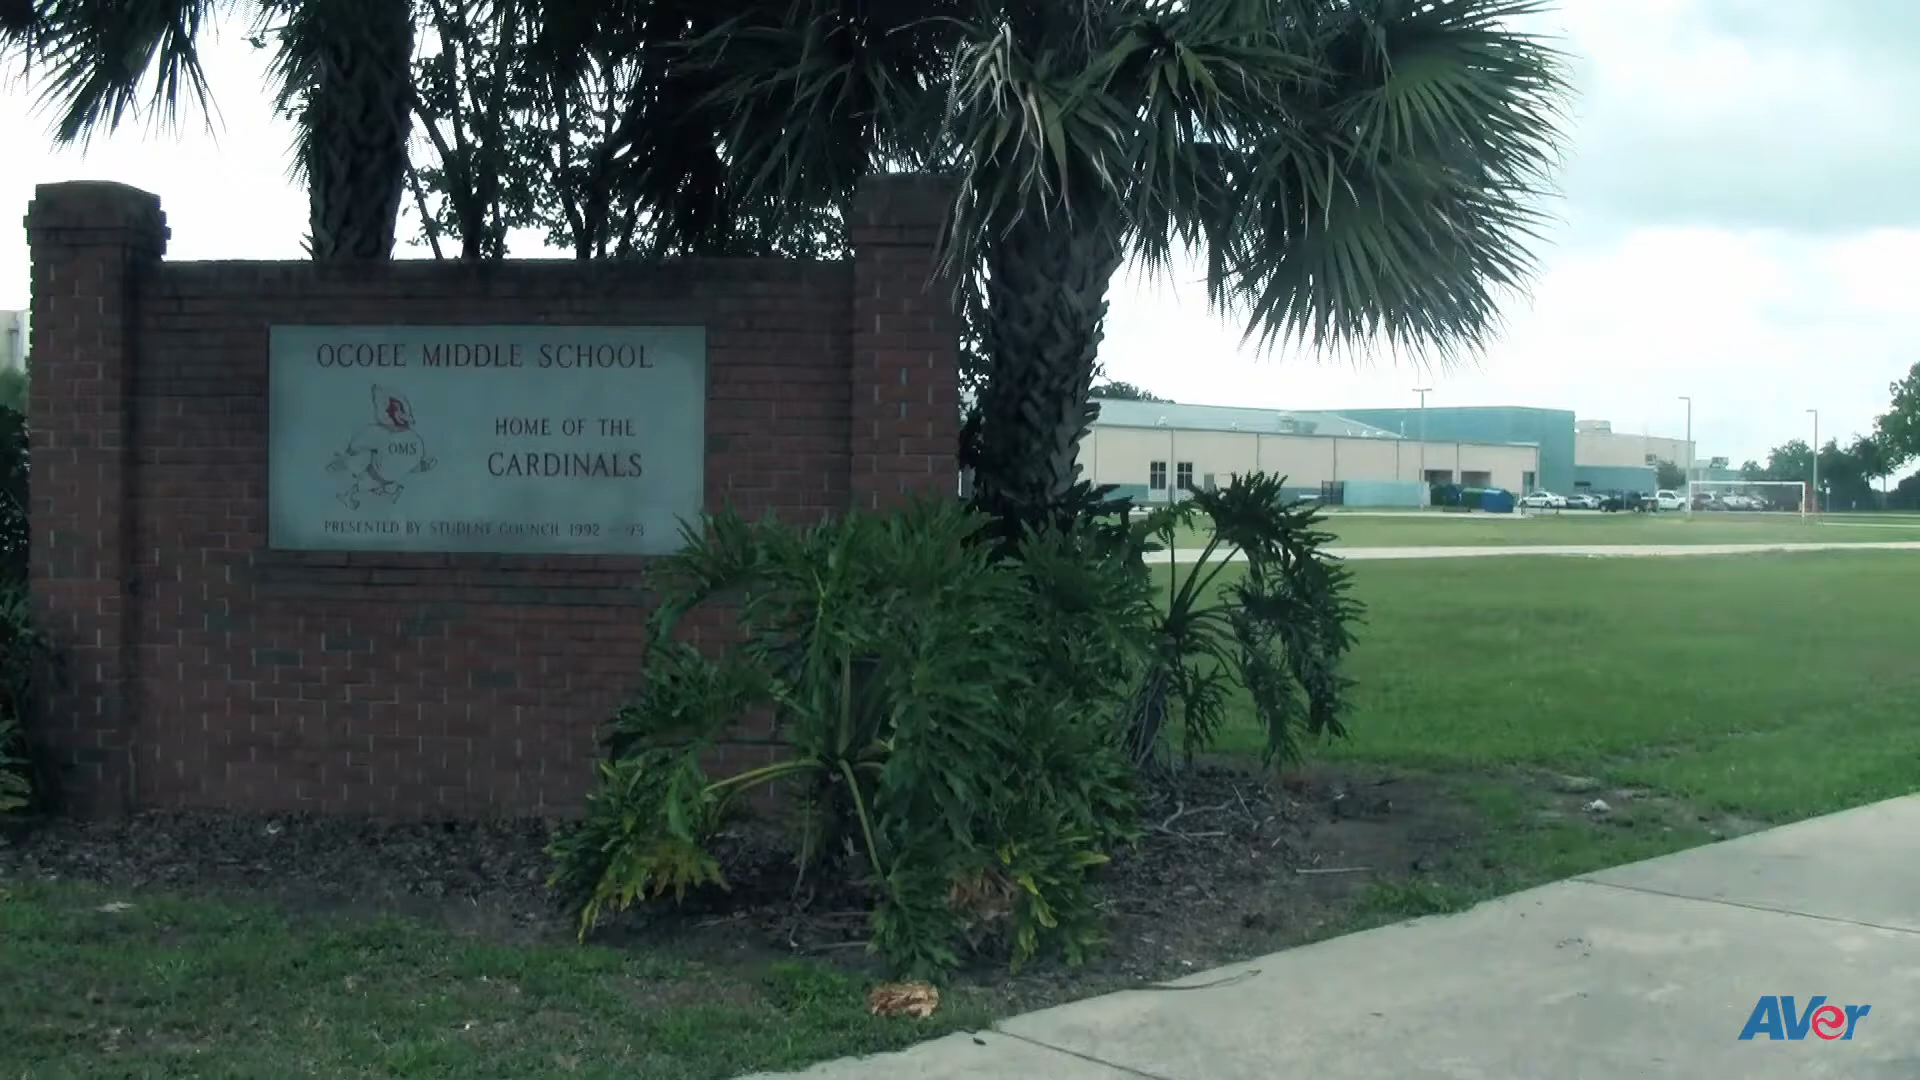 OCOEE MIDDLE SCHOOL
OMS
HOME OF THE
CARDINALS
PRESENTED BY STUDENT COUNCIL 1992 - 93
AVer